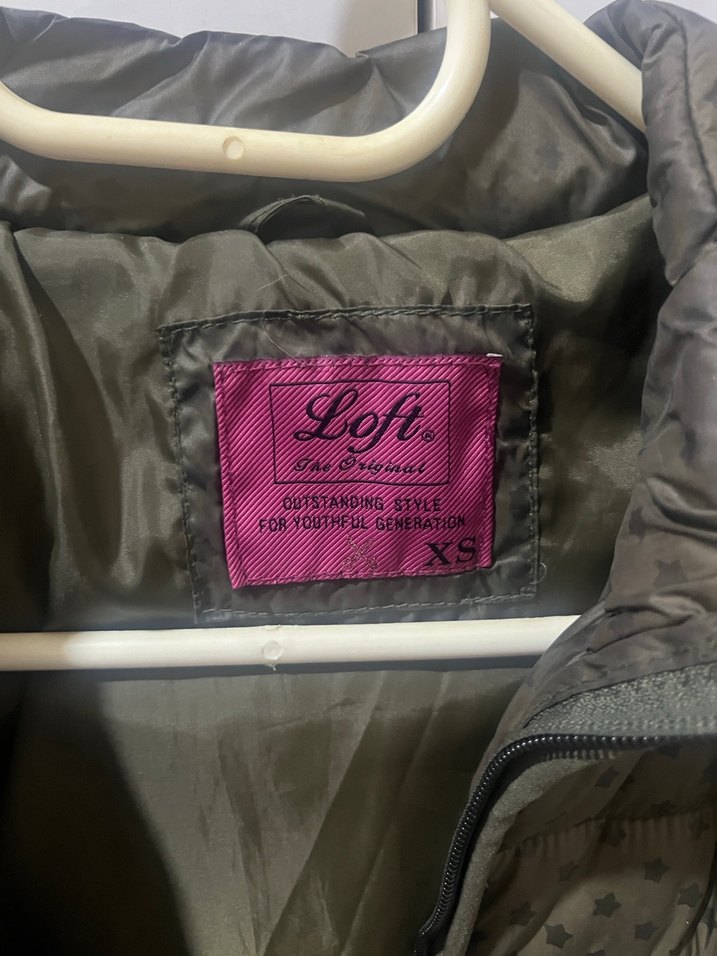 Loft®
The Original
OUTSTANDING STYLE
FOR YOUTHFUL GENERATION
XS